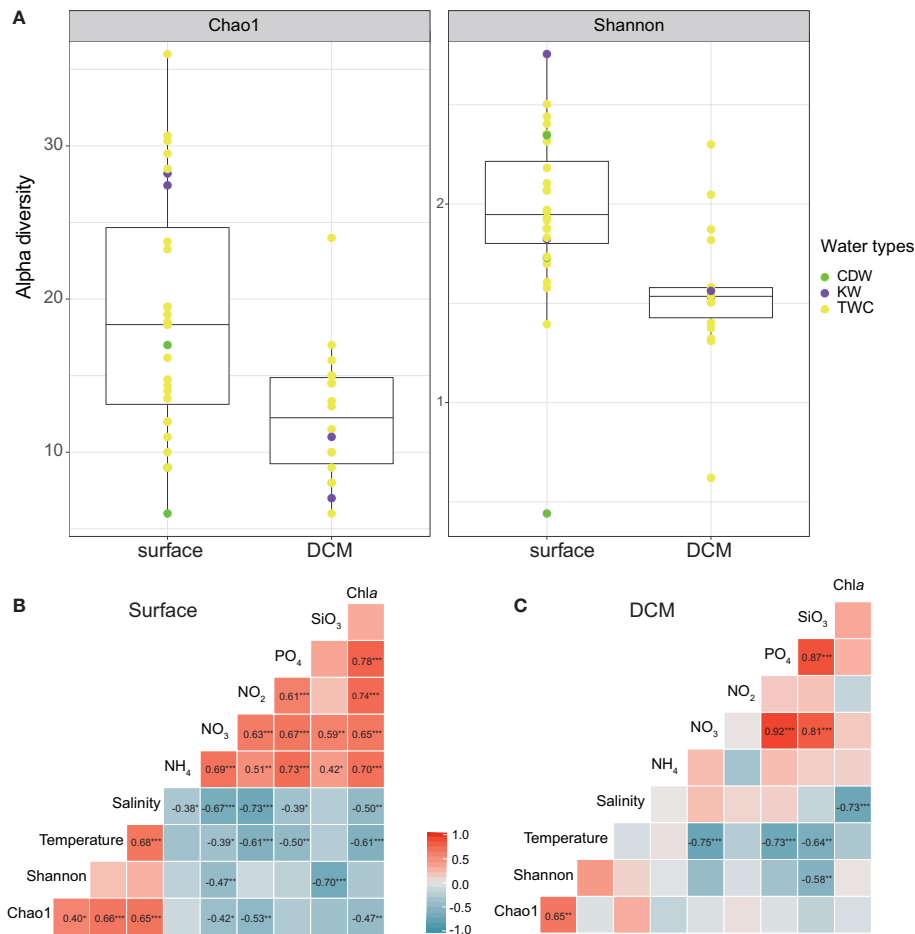 A
Chao1
Shannon
Alpha diversity
30
20
10
2
1
surface
DCM
surface
DCM
Water types
CDW
KW
TWC
B
Surface
Chla
SiO3
PO4 0.78***
NO2 0.61*** 0.74***
NO3 0.63*** 0.67*** 0.59** 0.65***
NH4 0.69*** 0.51** 0.73*** 0.42* 0.70***
Salinity -0.38* -0.67*** -0.73*** -0.39* -0.50**
Temperature 0.68*** -0.39* -0.61*** -0.50** -0.61***
Shannon -0.47** -0.70***
Chao1 0.40* 0.66*** 0.65*** -0.42* -0.53** -0.47**
1.0
0.5
0.0
-0.5
-1.0
C
DCM
Chla
SiO3
PO4 0.87***
NO2
NO3 0.92*** 0.81***
NH4
Salinity -0.73***
Temperature -0.75*** -0.73*** -0.64**
Shannon -0.58**
Chao1 0.65**